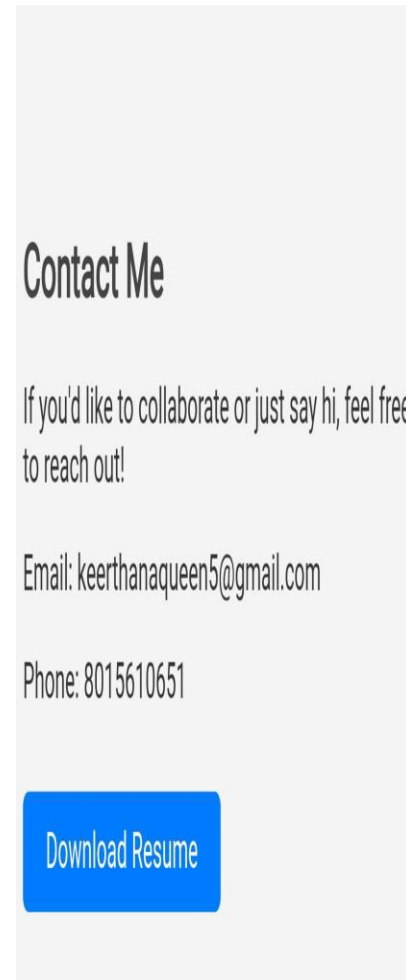 Contact Me
If you'd like to collaborate or just say hi, feel free
to reach out!
Email: keerthanaqueen5@gmail.com
Phone: 8015610651
Download Resume